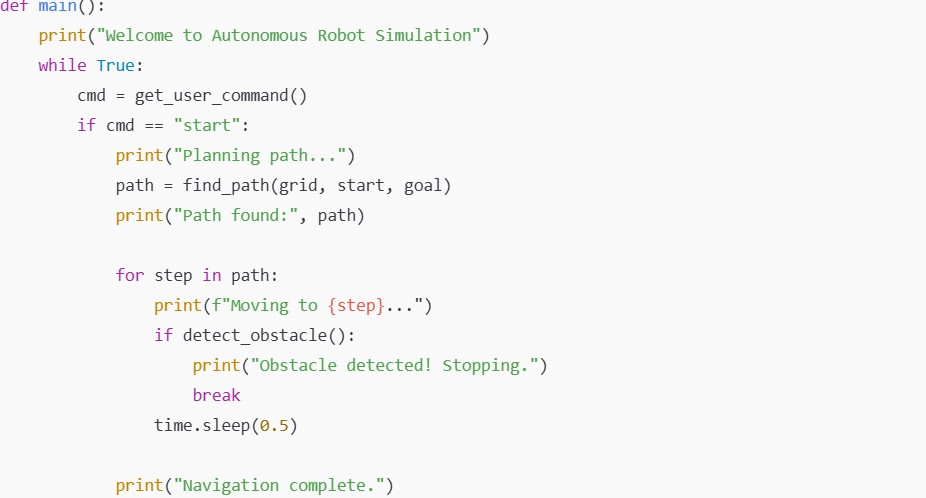 def main():
    print("Welcome to Autonomous Robot Simulation")
    while True:
        cmd = get_user_command()
        if cmd == "start":
            print("Planning path...")
            path = find_path(grid, start, goal)
            print("Path found:", path)

            for step in path:
                print(f"Moving to {step}...")
                if detect_obstacle():
                    print("Obstacle detected! Stopping.")
                    break
                time.sleep(0.5)

            print("Navigation complete.")